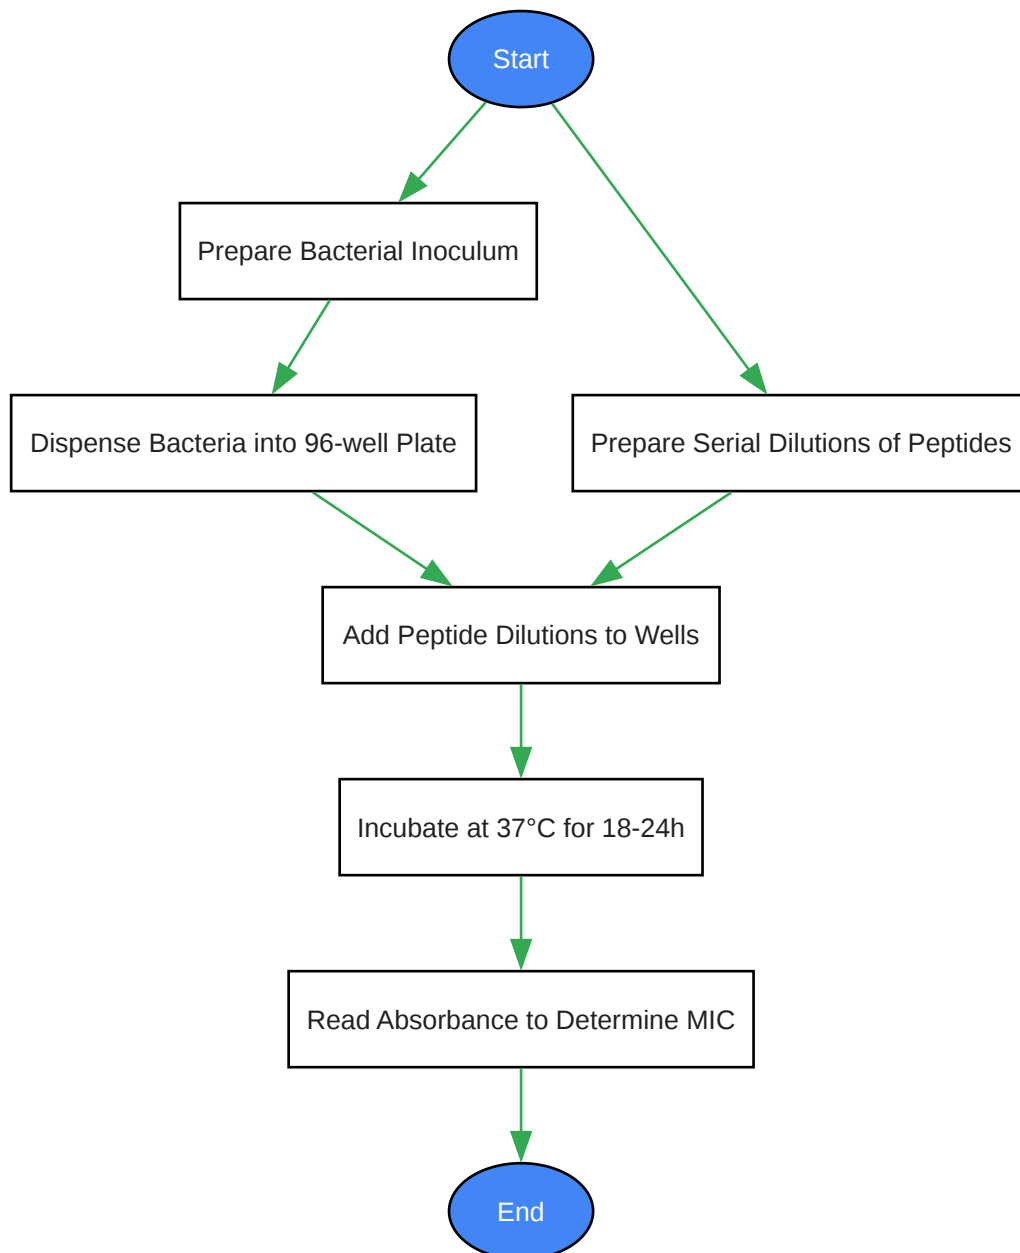 Start
Prepare Bacterial Inoculum
Dispense Bacteria into 96-well Plate
Prepare Serial Dilutions of Peptides
Add Peptide Dilutions to Wells
Incubate at 37°C for 18-24h
Read Absorbance to Determine MIC
End